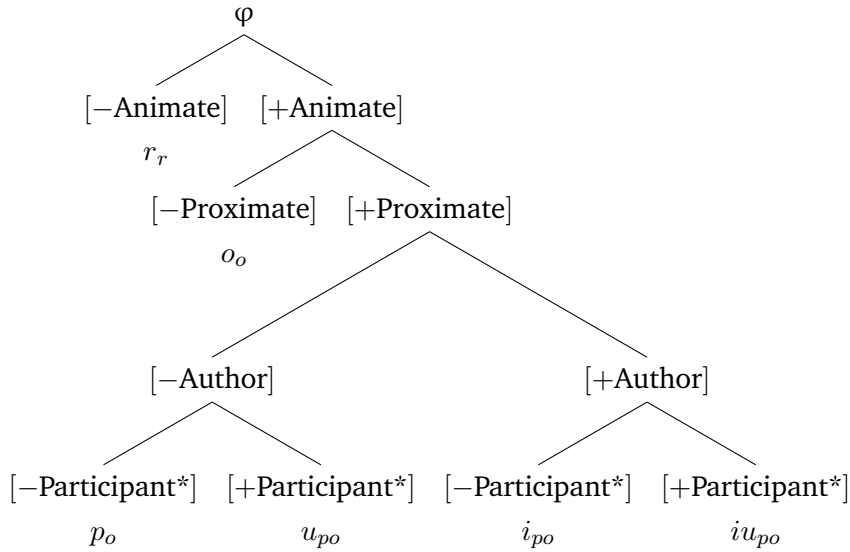 φ
[−Animate] [+Animate]
r_r
[−Proximate] [+Proximate]
o_o
[−Author] [+Author]
[−Participant*] [+Participant*] [−Participant*] [+Participant*]
p_o u_po i_po iu_po